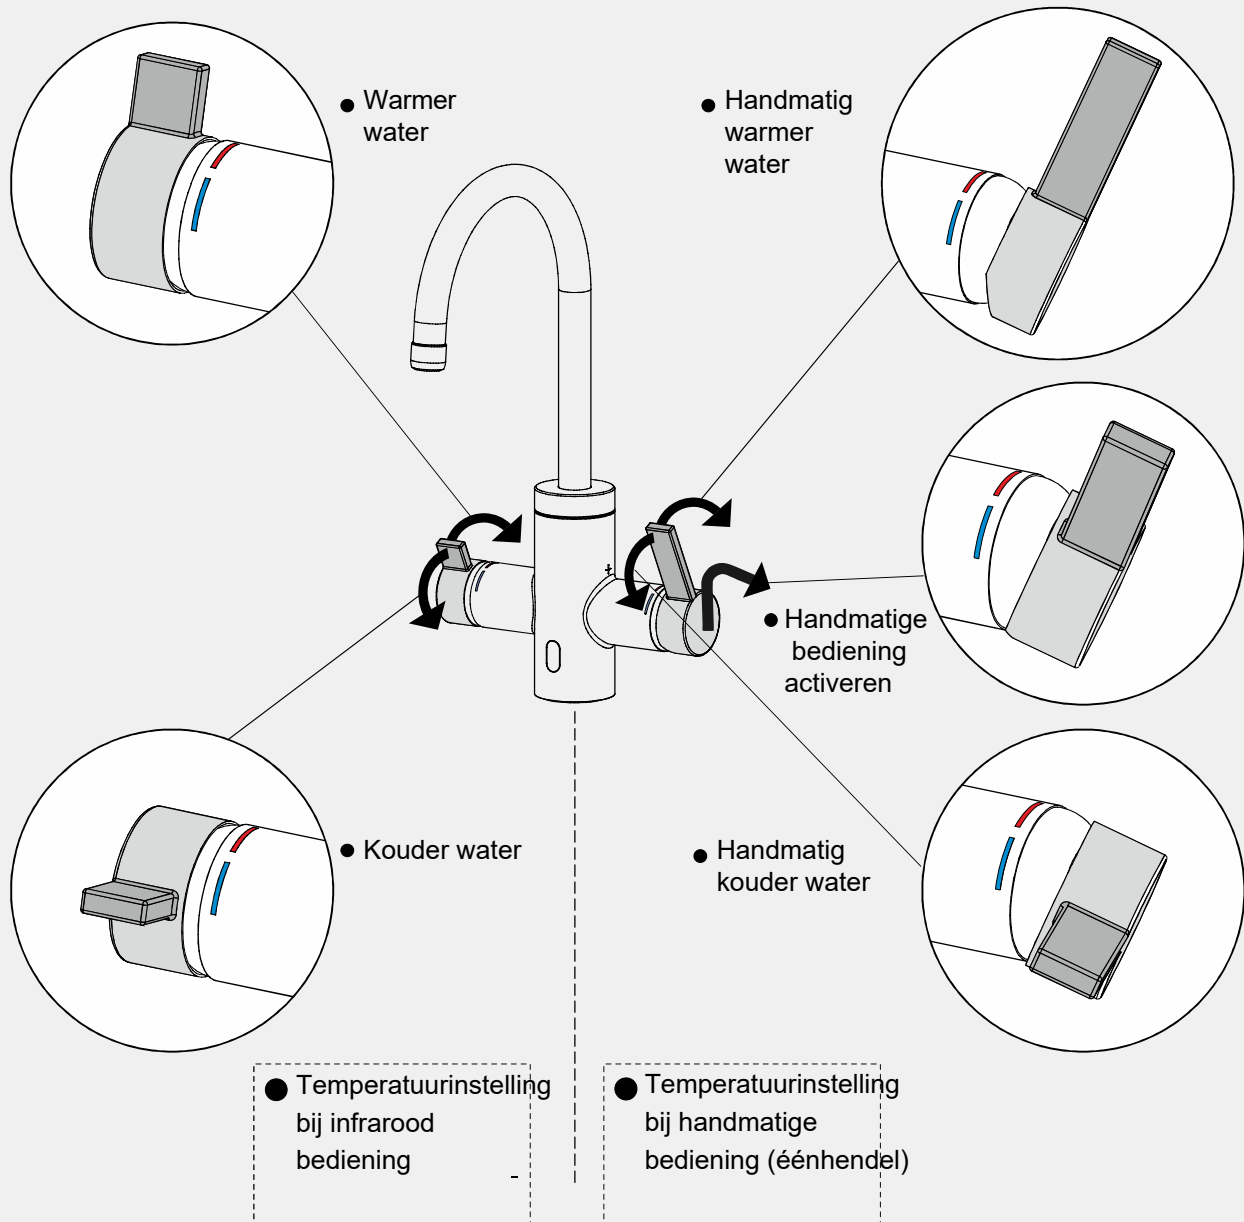 Warmer
water
Handmatig
warmer
water
Handmatige
bediening
activeren
Kouder water
Handmatig
kouder water
Temperatuurinstelling
bij infrarood
bediening
Temperatuurinstelling
bij handmatige
bediening (éénhendel)